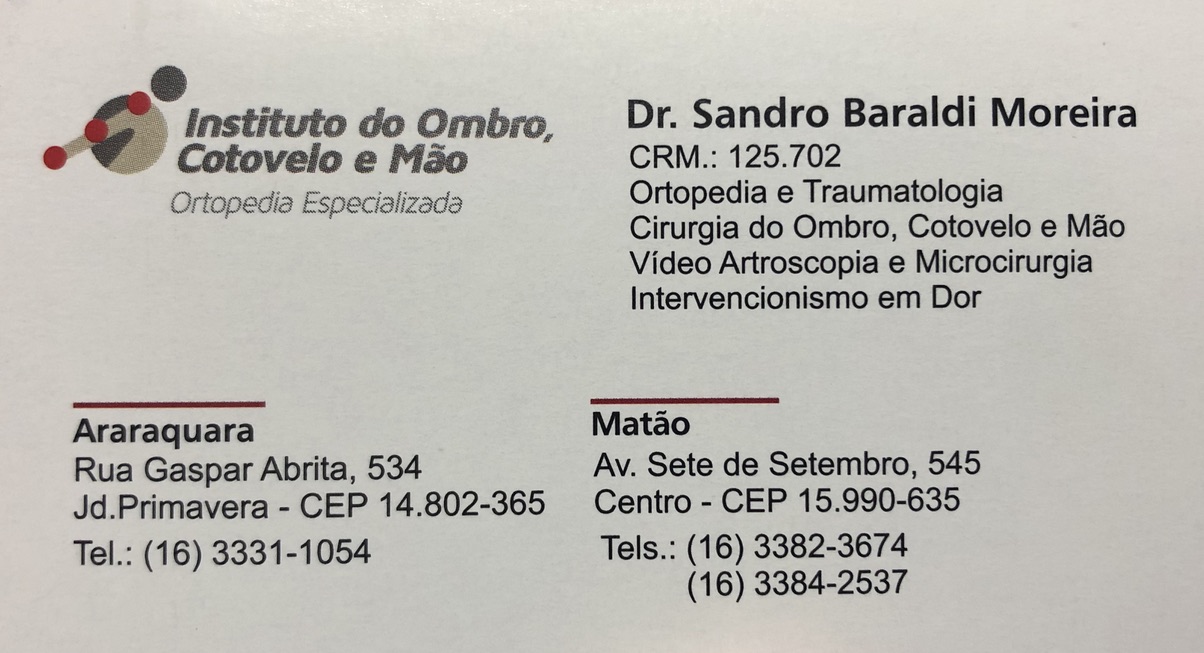 Instituto do Ombro,
Cotovelo e Mão
Ortopedia Especializada
Dr. Sandro Baraldi Moreira
CRM.: 125.702
Ortopedia e Traumatologia
Cirurgia do Ombro, Cotovelo e Mão
Vídeo Artroscopia e Microcirurgia
Intervencionismo em Dor
Araraquara
Rua Gaspar Abrita, 534
Jd.Primavera - CEP 14.802-365
Tel.: (16) 3331-1054
Matão
Av. Sete de Setembro, 545
Centro - CEP 15.990-635
Tels.: (16) 3382-3674
(16) 3384-2537